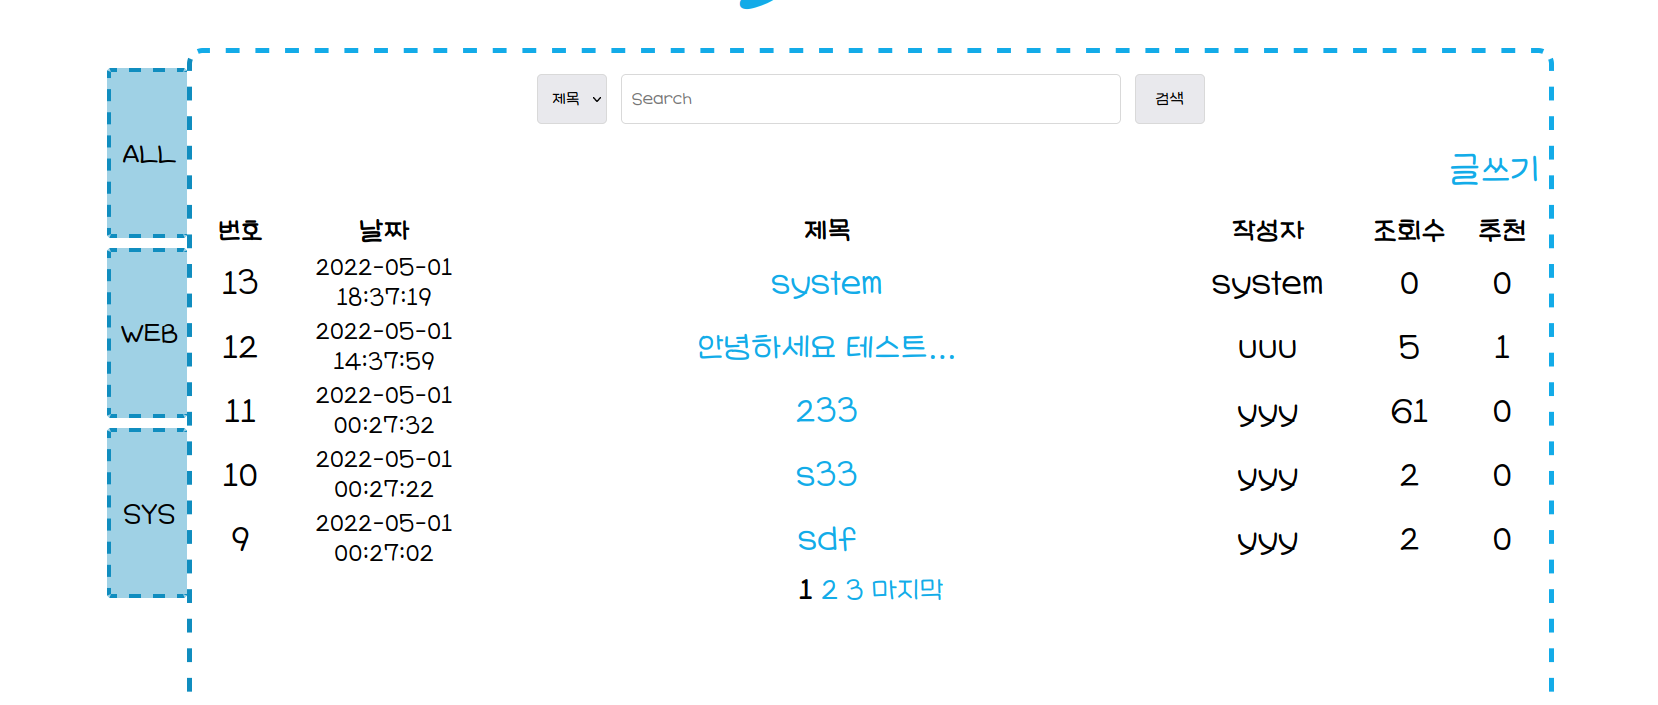 제목 Search 검색
글쓰기
ALL
WEB
SYS
번호 날짜 제목 작성자 조회수 추천
13 2022-05-01 18:37:19 system system 0 0
12 2022-05-01 14:37:59 안녕하세요 테스트... uuu 5 1
11 2022-05-01 00:27:32 233 yyy 61 0
10 2022-05-01 00:27:22 s33 yyy 2 0
9 2022-05-01 00:27:02 sdf yyy 2 0
1 2 3 마지막